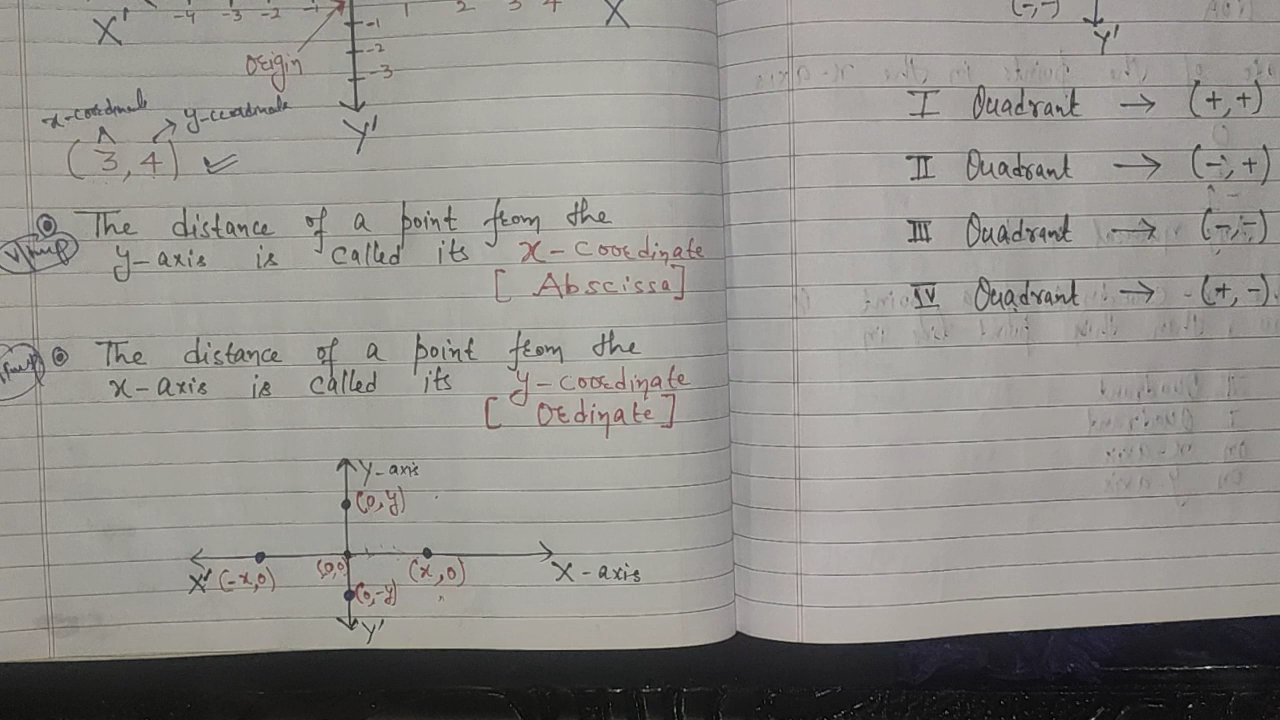 X' -4 -3 -2 -1 1 2 3 4 X
-1
-2
-3
Origin
Y'
x-coordinate
y-coordinate
(3,4)
The distance of a point from the
y-axis is called its x-coordinate
[Abscissa]
The distance of a point from the
x-axis is called its y-coordinate
[Ordinate]
Y-axis
(0,y)
X' (-x,0) (0,0) (x,0) X-axis
(0,-y)
Y'
(-,-)
Y'
I Quadrant → (+,+)
II Quadrant → (-,+)
III Quadrant → (-,-)
IV Quadrant → (+,-)